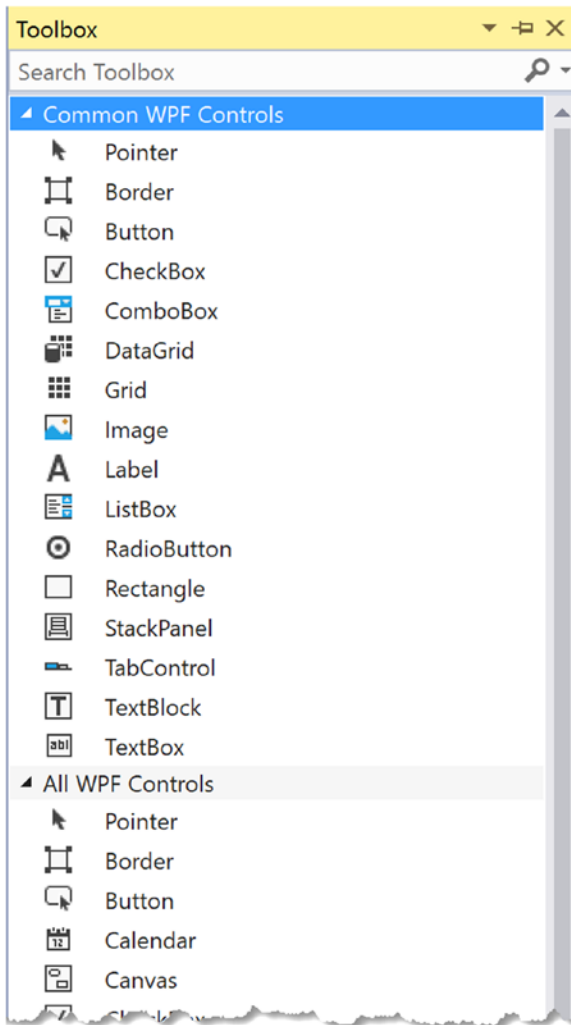 Toolbox
Search Toolbox
Common WPF Controls
Pointer
Border
Button
CheckBox
ComboBox
DataGrid
Grid
Image
Label
ListBox
RadioButton
Rectangle
StackPanel
TabControl
TextBlock
TextBox
All WPF Controls
Pointer
Border
Button
Calendar
Canvas